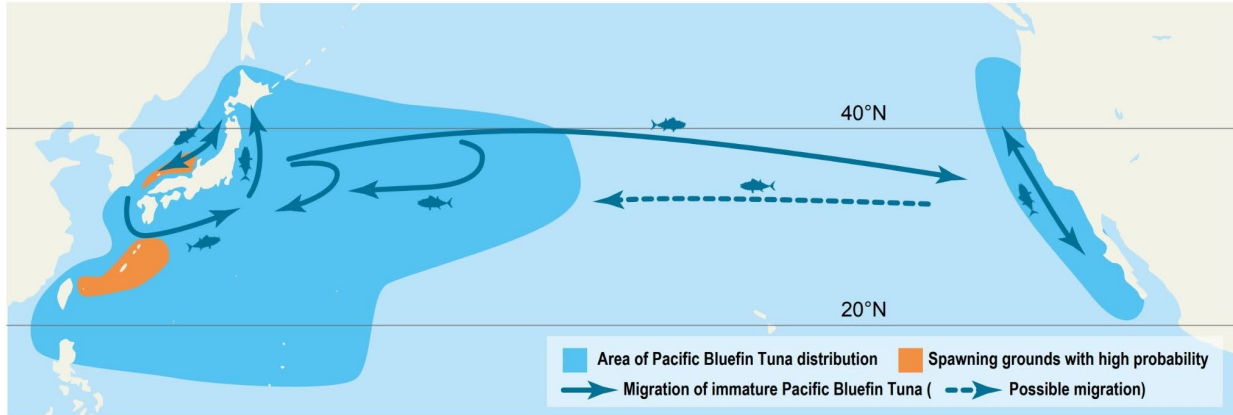 40°N
20°N
Area of Pacific Bluefin Tuna distribution
Spawning grounds with high probability
Migration of immature Pacific Bluefin Tuna (
Possible migration)